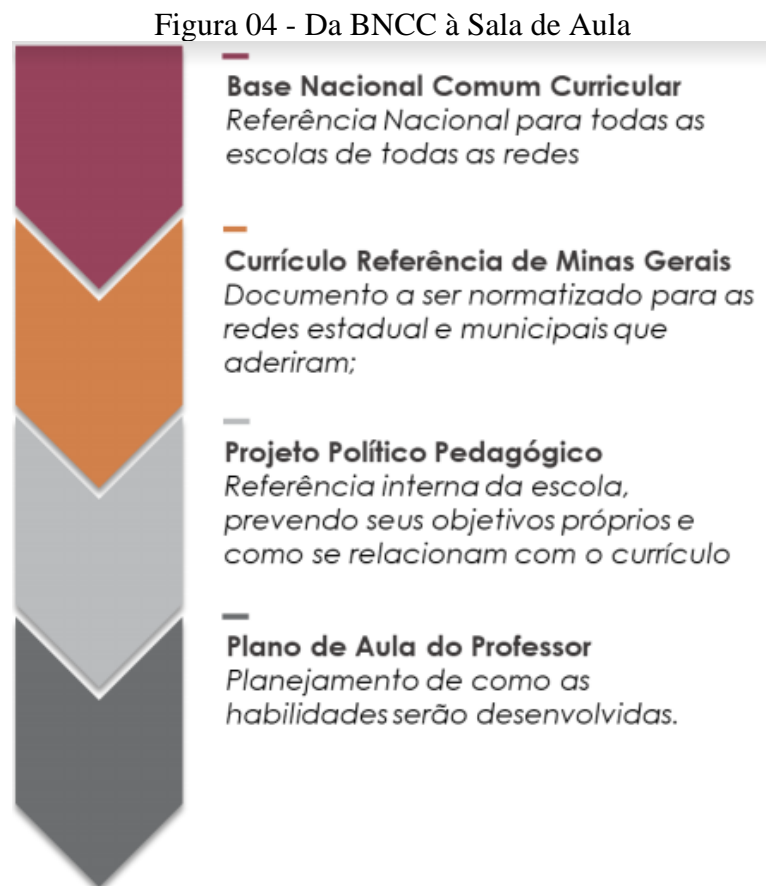 Figura 04 - Da BNCC à Sala de Aula
Base Nacional Comum Curricular
Referência Nacional para todas as
escolas de todas as redes
Currículo Referência de Minas Gerais
Documento a ser normatizado para as
redes estadual e municipais que
aderiram;
Projeto Político Pedagógico
Referência interna da escola,
prevendo seus objetivos próprios e
como se relacionam com o currículo
Plano de Aula do Professor
Planejamento de como as
habilidades serão desenvolvidas.